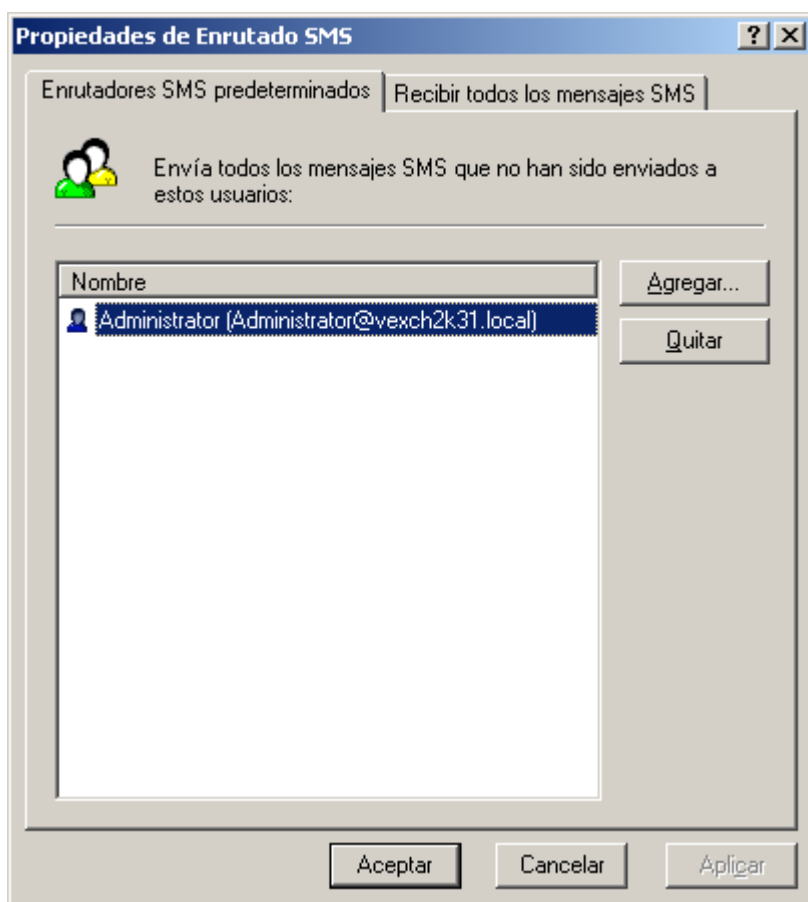 Propiedades de Enrutado SMS
Enrutadores SMS predeterminados
Recibir todos los mensajes SMS
Envía todos los mensajes SMS que no han sido enviados a
estos usuarios:
Nombre
Agregar...
Administrator (Administrator@vexch2k31.local)
Quitar
Aceptar
Cancelar
Aplicar